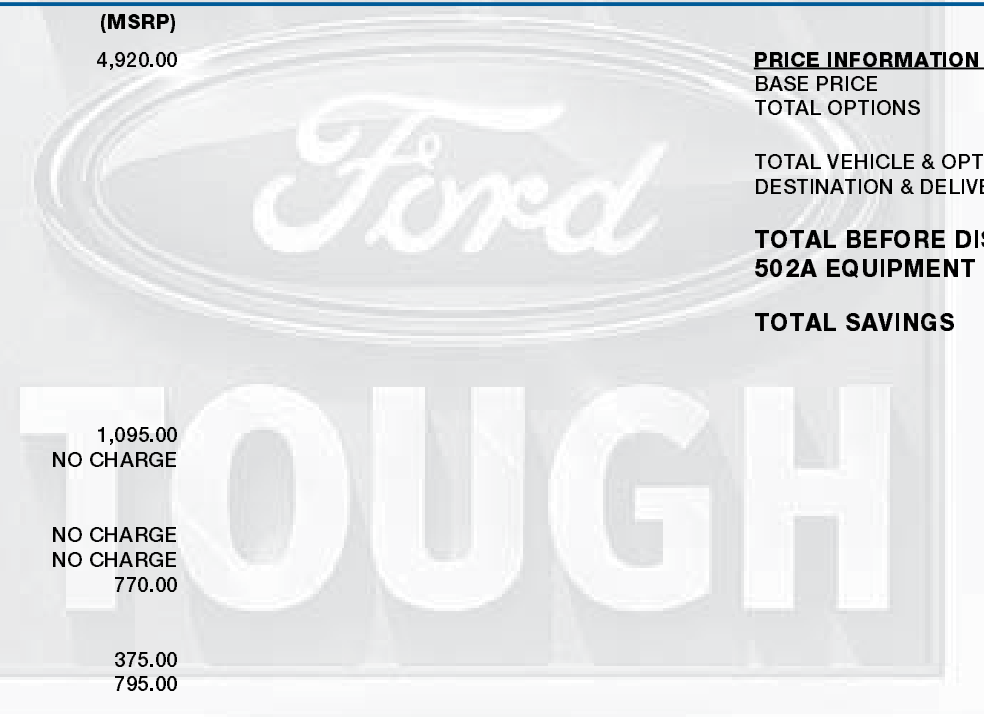 (MSRP)
4,920.00
PRICE INFORMATION
BASE PRICE
TOTAL OPTIONS
TOTAL VEHICLE & OPT
DESTINATION & DELIVE
TOTAL BEFORE DIS
502A EQUIPMENT
TOTAL SAVINGS
Ford
TOUGH
1,095.00
NO CHARGE
NO CHARGE
NO CHARGE
770.00
375.00
795.00